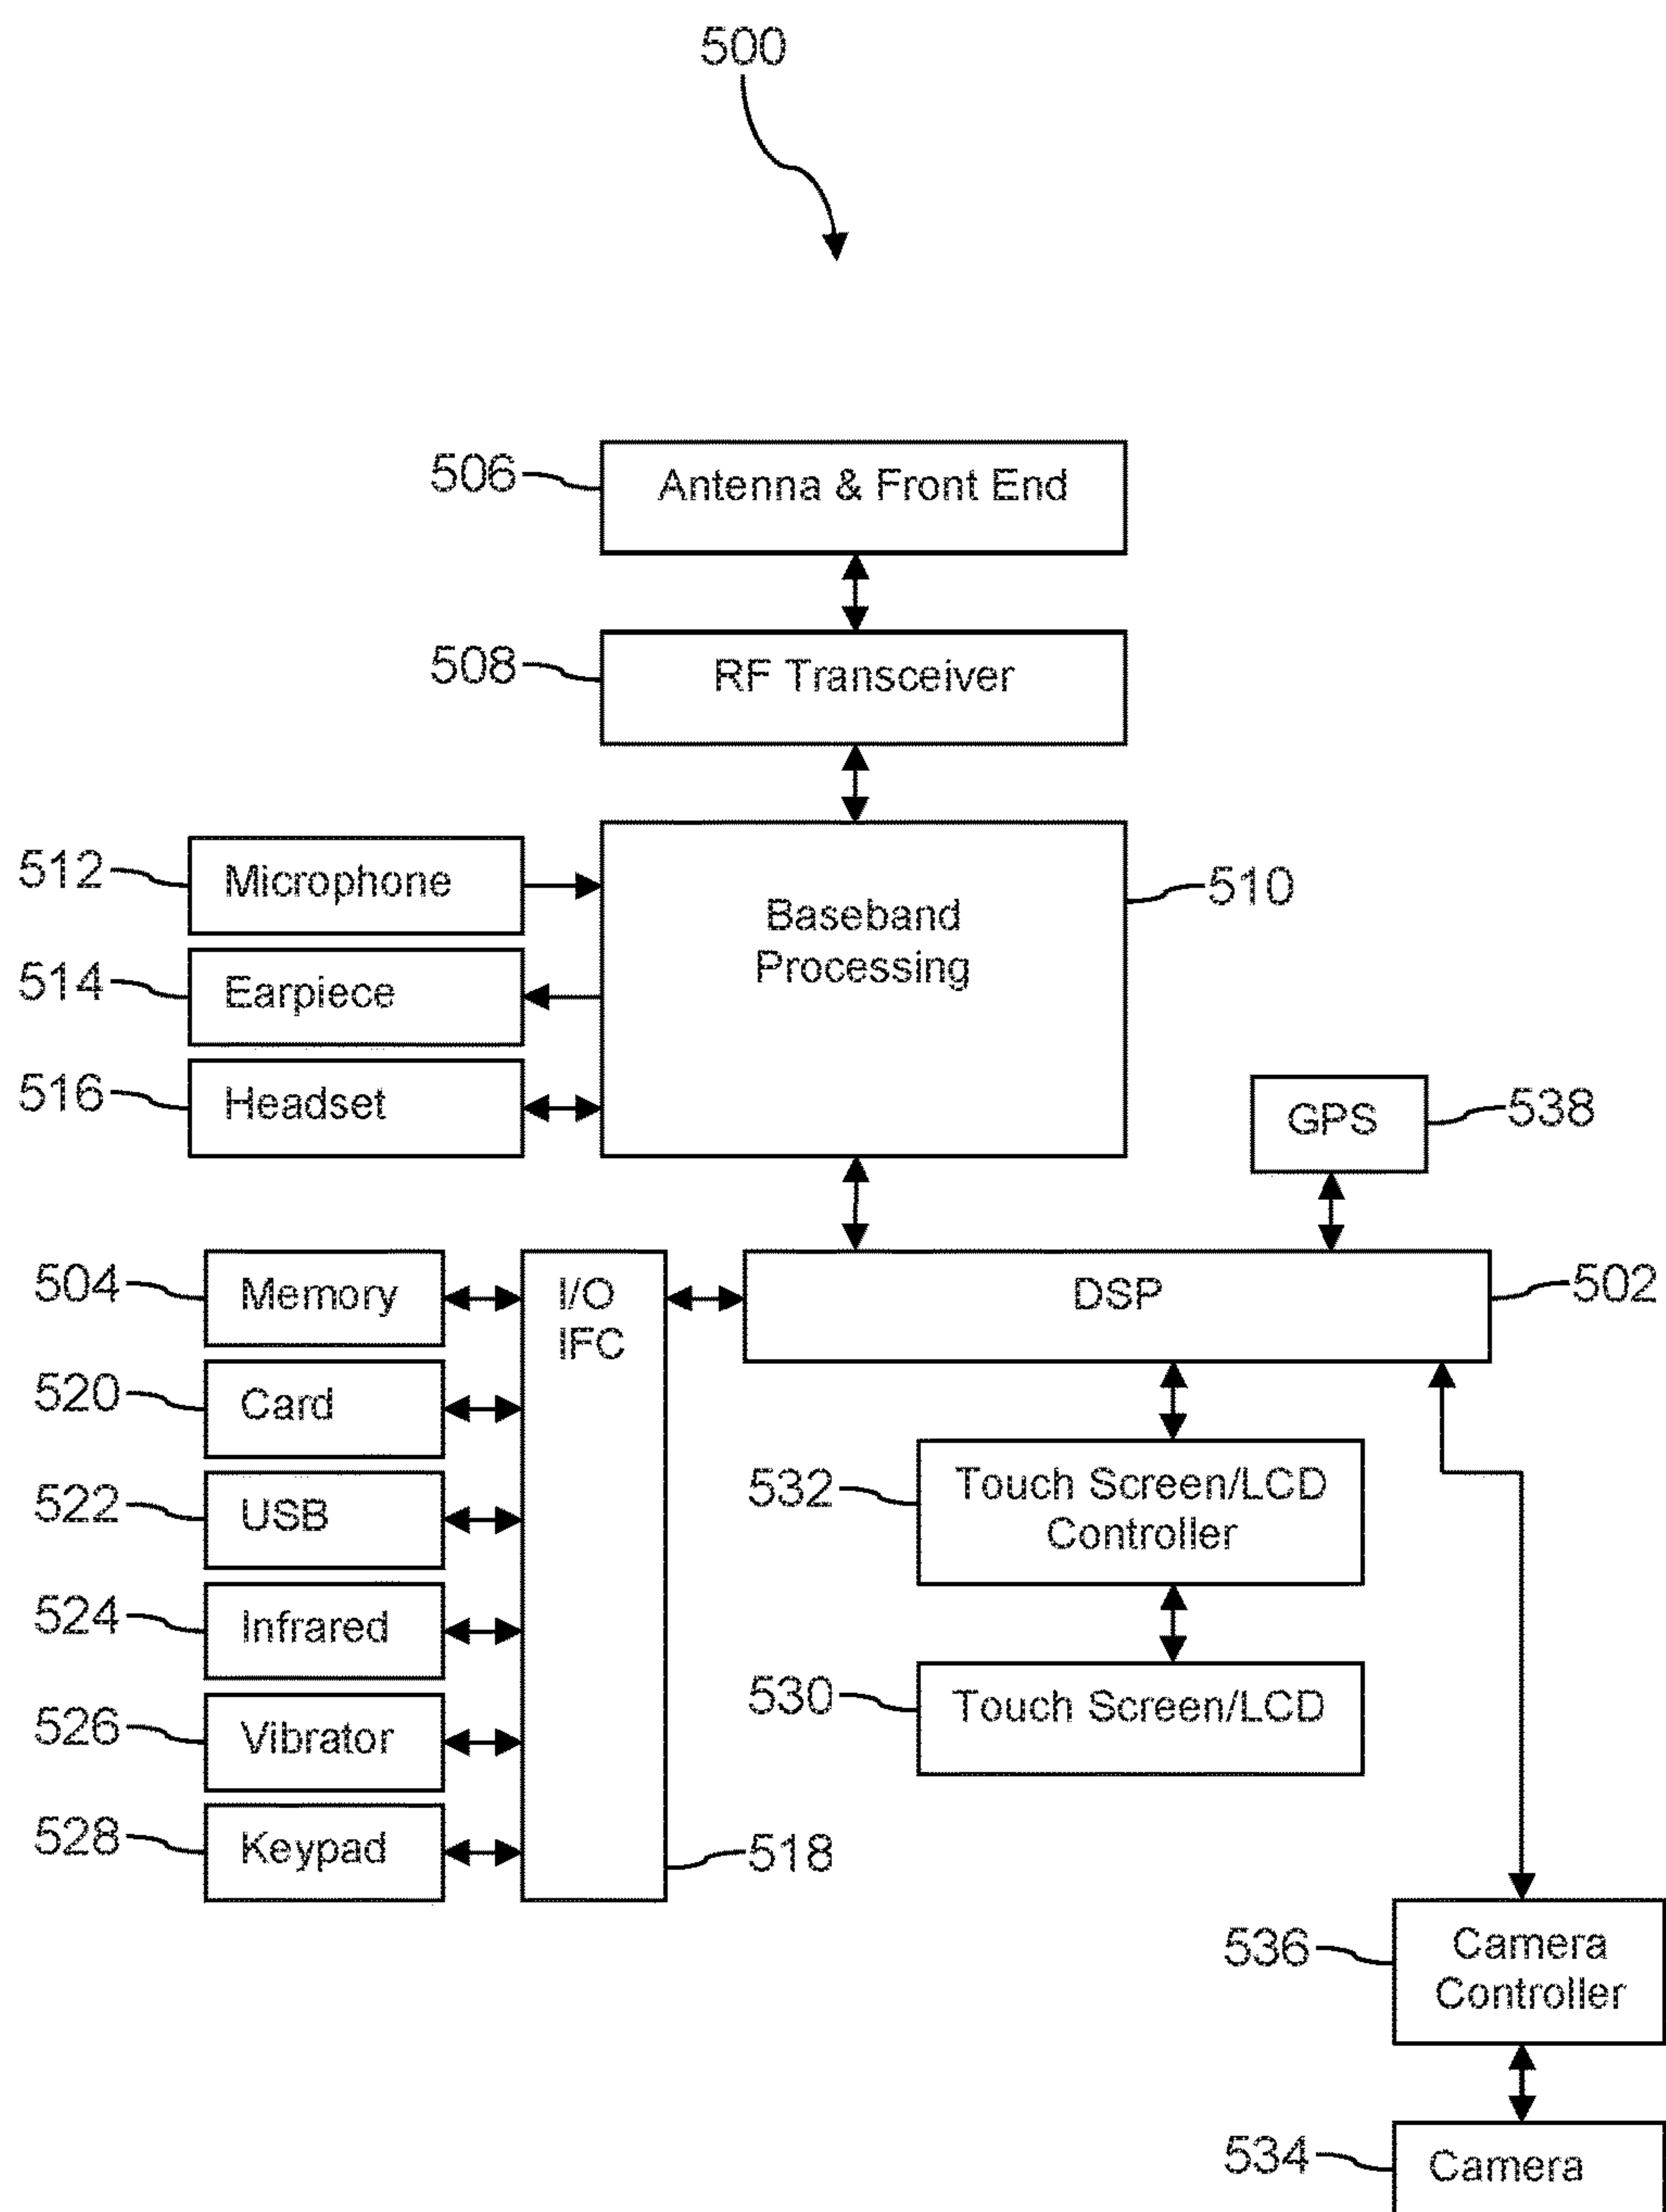 500
506
Antenna & Front End
508
RF Transceiver
512
Microphone
Baseband
Processing
510
514
Earpiece
516
Headset
GPS
538
504
Memory
I/O
IFC
DSP
502
520
Card
522
USB
532
Touch Screen/LCD
Controller
524
Infrared
530
Touch Screen/LCD
526
Vibrator
528
Keypad
518
536
Camera
Controller
534
Camera